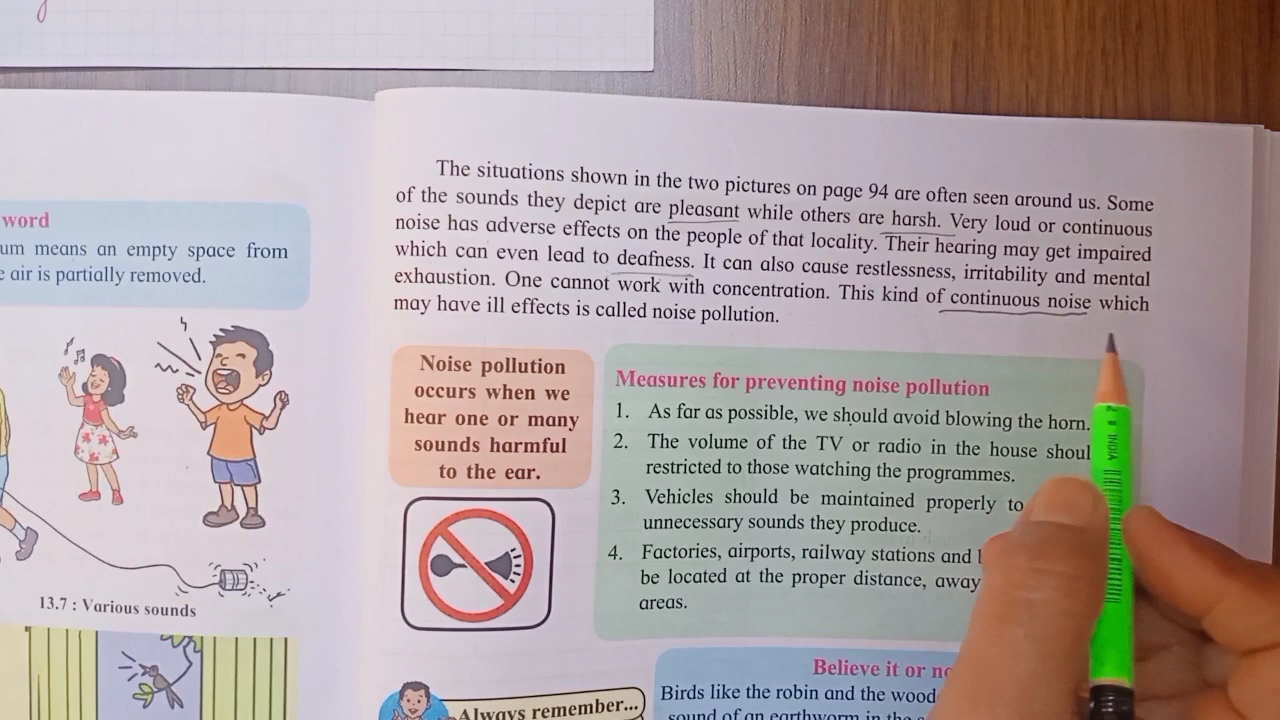 word
um means an empty space from
e air is partially removed.
13.7 : Various sounds
The situations shown in the two pictures on page 94 are often seen around us. Some
of the sounds they depict are pleasant while others are harsh. Very loud or continuous
noise has adverse effects on the people of that locality. Their hearing may get impaired
which can even lead to deafness. It can also cause restlessness, irritability and mental
exhaustion. One cannot work with concentration. This kind of continuous noise which
may have ill effects is called noise pollution.
Noise pollution
occurs when we
hear one or many
sounds harmful
to the ear.
Measures for preventing noise pollution
1. As far as possible, we should avoid blowing the horn.
2. The volume of the TV or radio in the house shoul
restricted to those watching the programmes.
3. Vehicles should be maintained properly to
unnecessary sounds they produce.
4. Factories, airports, railway stations and
be located at the proper distance, away
areas.
Always remember...
Believe it or no
Birds like the robin and the wood
sound of an earthworm in the
INDIA